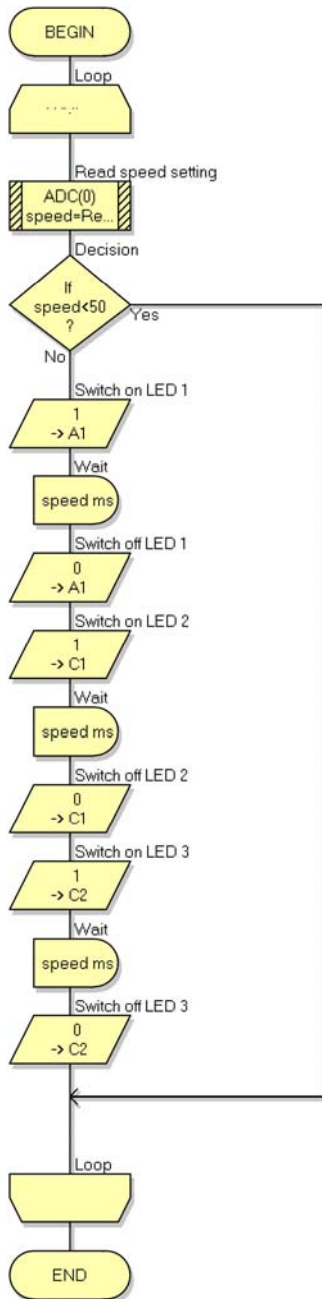 BEGIN
Loop
Read speed setting
ADC(0)
speed=Re...
Decision
If
speed<50
?
Yes
No
Switch on LED 1
1
-> A1
Wait
speed ms
Switch off LED 1
0
-> A1
Switch on LED 2
1
-> C1
Wait
speed ms
Switch off LED 2
0
-> C1
Switch on LED 3
1
-> C2
Wait
speed ms
Switch off LED 3
0
-> C2
Loop
END